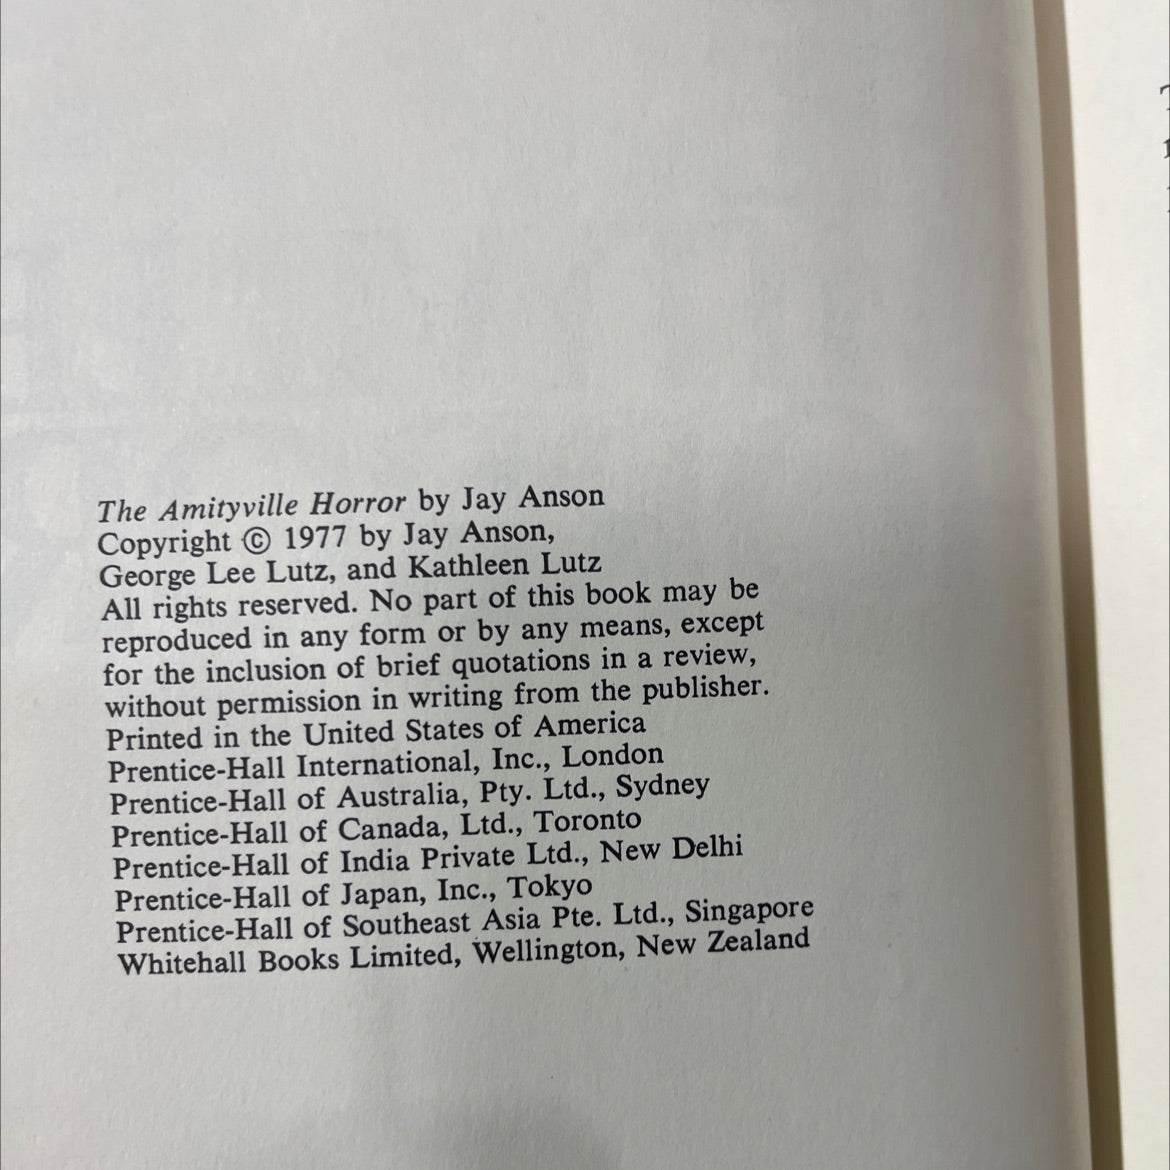 The Amityville Horror by Jay Anson
Copyright © 1977 by Jay Anson,
George Lee Lutz, and Kathleen Lutz
All rights reserved. No part of this book may be
reproduced in any form or by any means, except
for the inclusion of brief quotations in a review,
without permission in writing from the publisher.
Printed in the United States of America
Prentice-Hall International, Inc., London
Prentice-Hall of Australia, Pty. Ltd., Sydney
Prentice-Hall of Canada, Ltd., Toronto
Prentice-Hall of India Private Ltd., New Delhi
Prentice-Hall of Japan, Inc., Tokyo
Prentice-Hall of Southeast Asia Pte. Ltd., Singapore
Whitehall Books Limited, Wellington, New Zealand